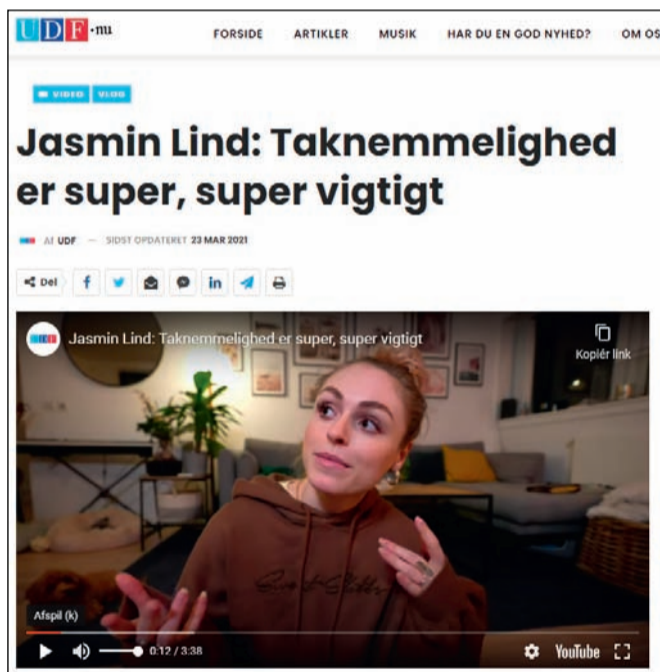 UDF.nu FORSIDE ARTIKLER MUSIK HAR DU EN GOD NYHED? OM OS
VIDEO VLOG
Jasmin Lind: Taknemmelighed
er super, super vigtigt
Af UDF — SIDST OPDATERET 23 MAR 2021
Del
UDF Jasmin Lind: Taknemmelighed er super, super vigtigt
Kopiér link
Afspil (k)
0:12 / 3:38 YouTube